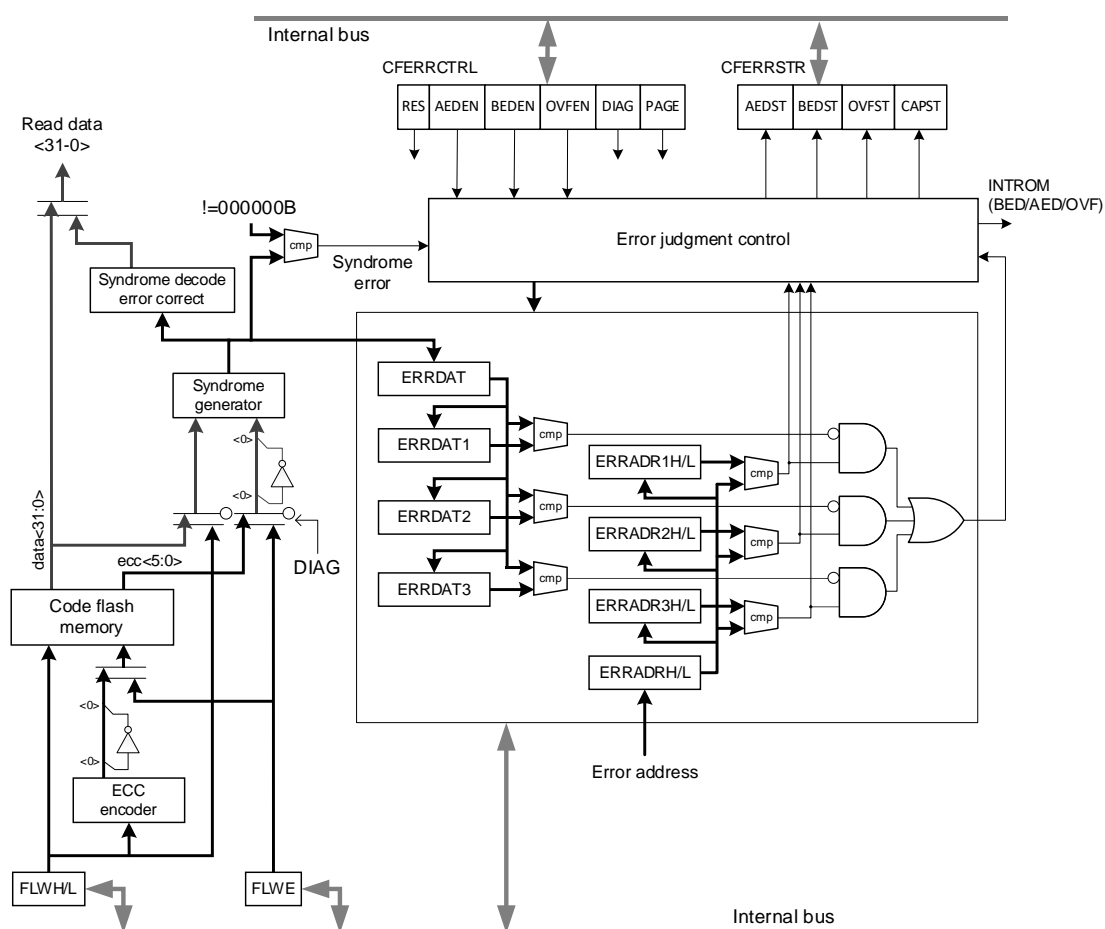 Internal bus
CFERRCTRL
CFERRSTR
RES AEDEN BEDEN OVFEN DIAG PAGE
AEDST BEDST OVFST CAPST
Read data
<31-0>
INTROM
(BED/AED/OVF)
!=000000B
cmp
Syndrome
error
Error judgment control
Syndrome decode
error correct
ERRDAT
Syndrome
generator
ERRDAT1
cmp
<0>
<0>
ERRADR1H/L
cmp
ERRDAT2
cmp
ERRADR2H/L
cmp
data<31:0>
ecc<5:0>
DIAG
ERRDAT3
cmp
ERRADR3H/L
cmp
Code flash
memory
ERRADRH/L
<0>
<0>
Error address
ECC
encoder
FLWH/L
FLWE
Internal bus